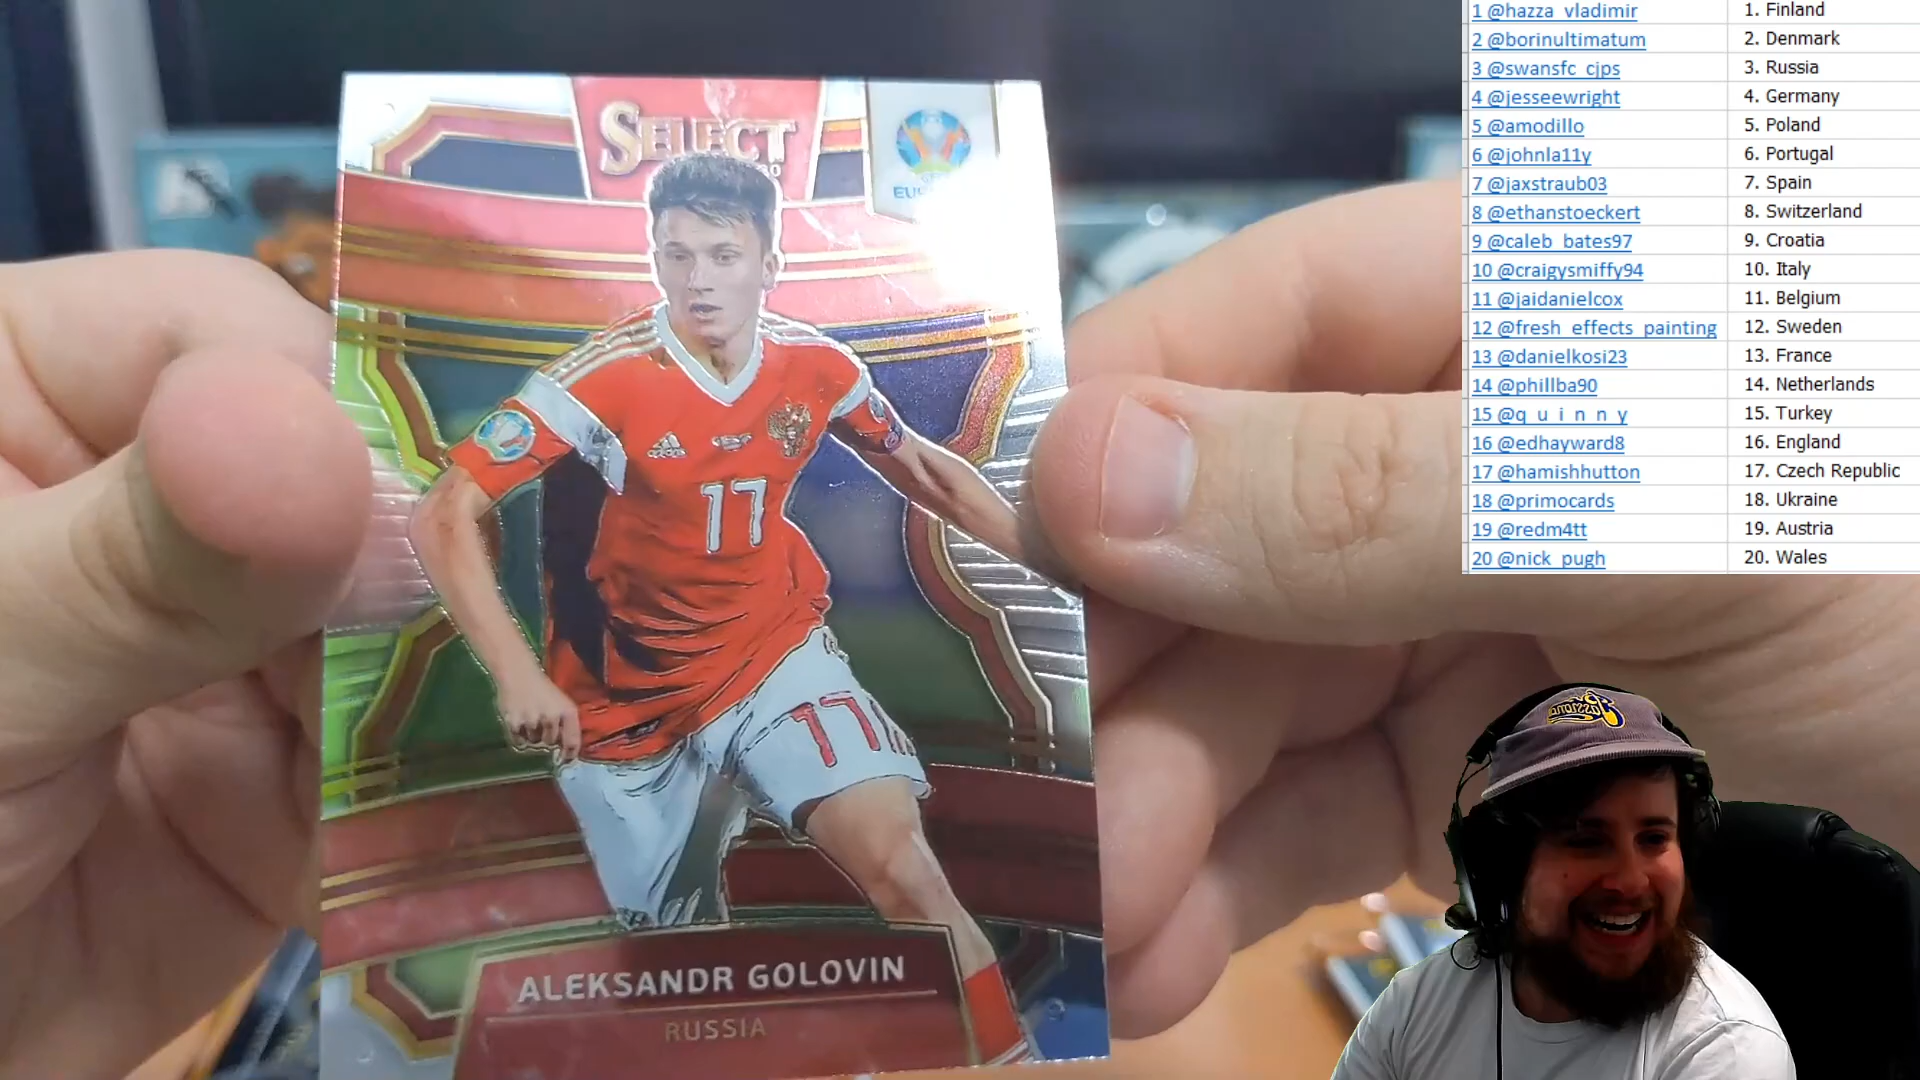 SELECT
adidas
17
17
ALEKSANDR GOLOVIN
RUSSIA
1 @hazza_vladimir 1. Finland
2 @borinultimatum 2. Denmark
3 @swansfc_cjps 3. Russia
4 @jesseewright 4. Germany
5 @amodillo 5. Poland
6 @johnla11y 6. Portugal
7 @jaxstraub03 7. Spain
8 @ethanstoeckert 8. Switzerland
9 @caleb_bates97 9. Croatia
10 @craigysmiffy94 10. Italy
11 @jaidanielcox 11. Belgium
12 @fresh_effects_painting 12. Sweden
13 @danielkosi23 13. France
14 @phillba90 14. Netherlands
15 @q_u_i_n_n_y 15. Turkey
16 @edhayward8 16. England
17 @hamishhutton 17. Czech Republic
18 @primocards 18. Ukraine
19 @redm4tt 19. Austria
20 @nick_pugh 20. Wales